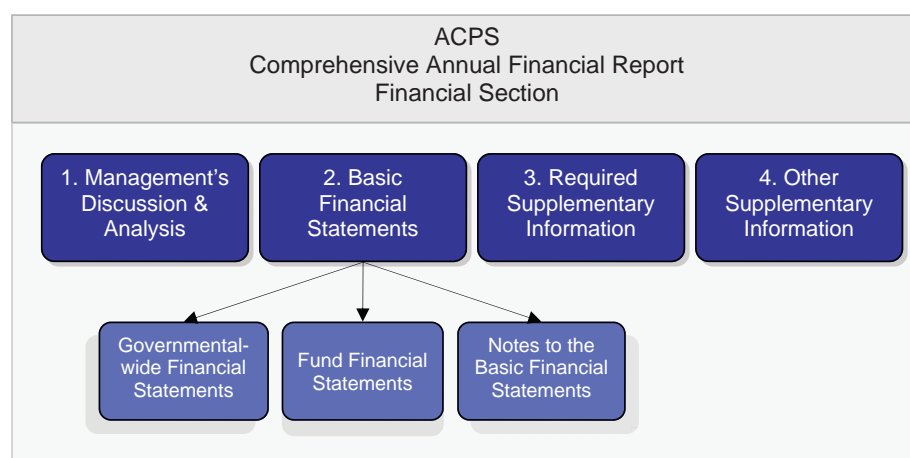 ACPS
Comprehensive Annual Financial Report
Financial Section
1. Management’s
Discussion &
Analysis
2. Basic
Financial
Statements
3. Required
Supplementary
Information
4. Other
Supplementary
Information
Governmental-
wide Financial
Statements
Fund Financial
Statements
Notes to the
Basic Financial
Statements